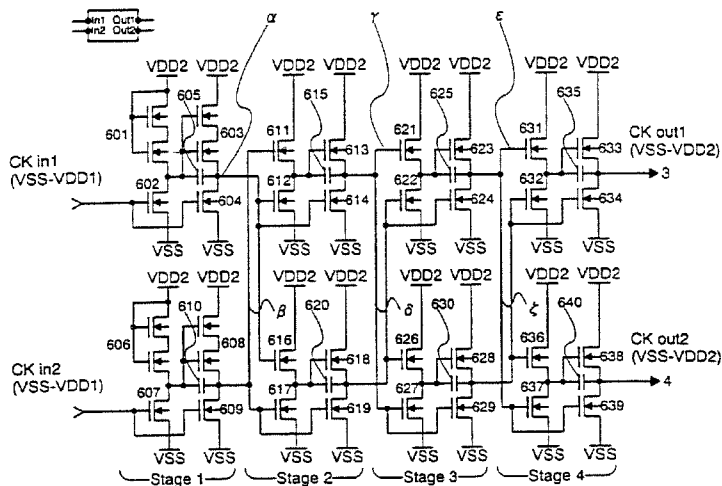 In1 Out1
In2 Out2
α γ ε
VDD2 VDD2 VDD2 VDD2 VDD2 VDD2 VDD2 VDD2
605 615 625 635
601 603 611 613 621 623 631 633
CK in1
(VSS-VDD1)
CK out1
(VSS-VDD2)
3
602 604 612 614 622 624 632 634
VSS VSS VSS VSS VSS VSS VSS VSS
VDD2 VDD2 VDD2 VDD2 VDD2 VDD2 VDD2 VDD2
β δ ζ
610 620 630 640
606 608 616 618 626 628 636 638
CK in2
(VSS-VDD1)
CK out2
(VSS-VDD2)
4
607 609 617 619 627 629 637 639
VSS VSS VSS VSS VSS VSS VSS VSS
Stage 1 Stage 2 Stage 3 Stage 4